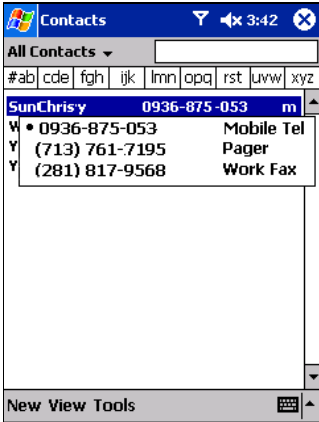 Contacts 3:42
All Contacts
#ab cde fgh ijk lmn opq rst uvw xyz
SunChris'y 0936-875-053 m
W • 0936-875-053 Mobile Tel
Y (713) 761-7195 Pager
Y (281) 817-9568 Work Fax
New View Tools